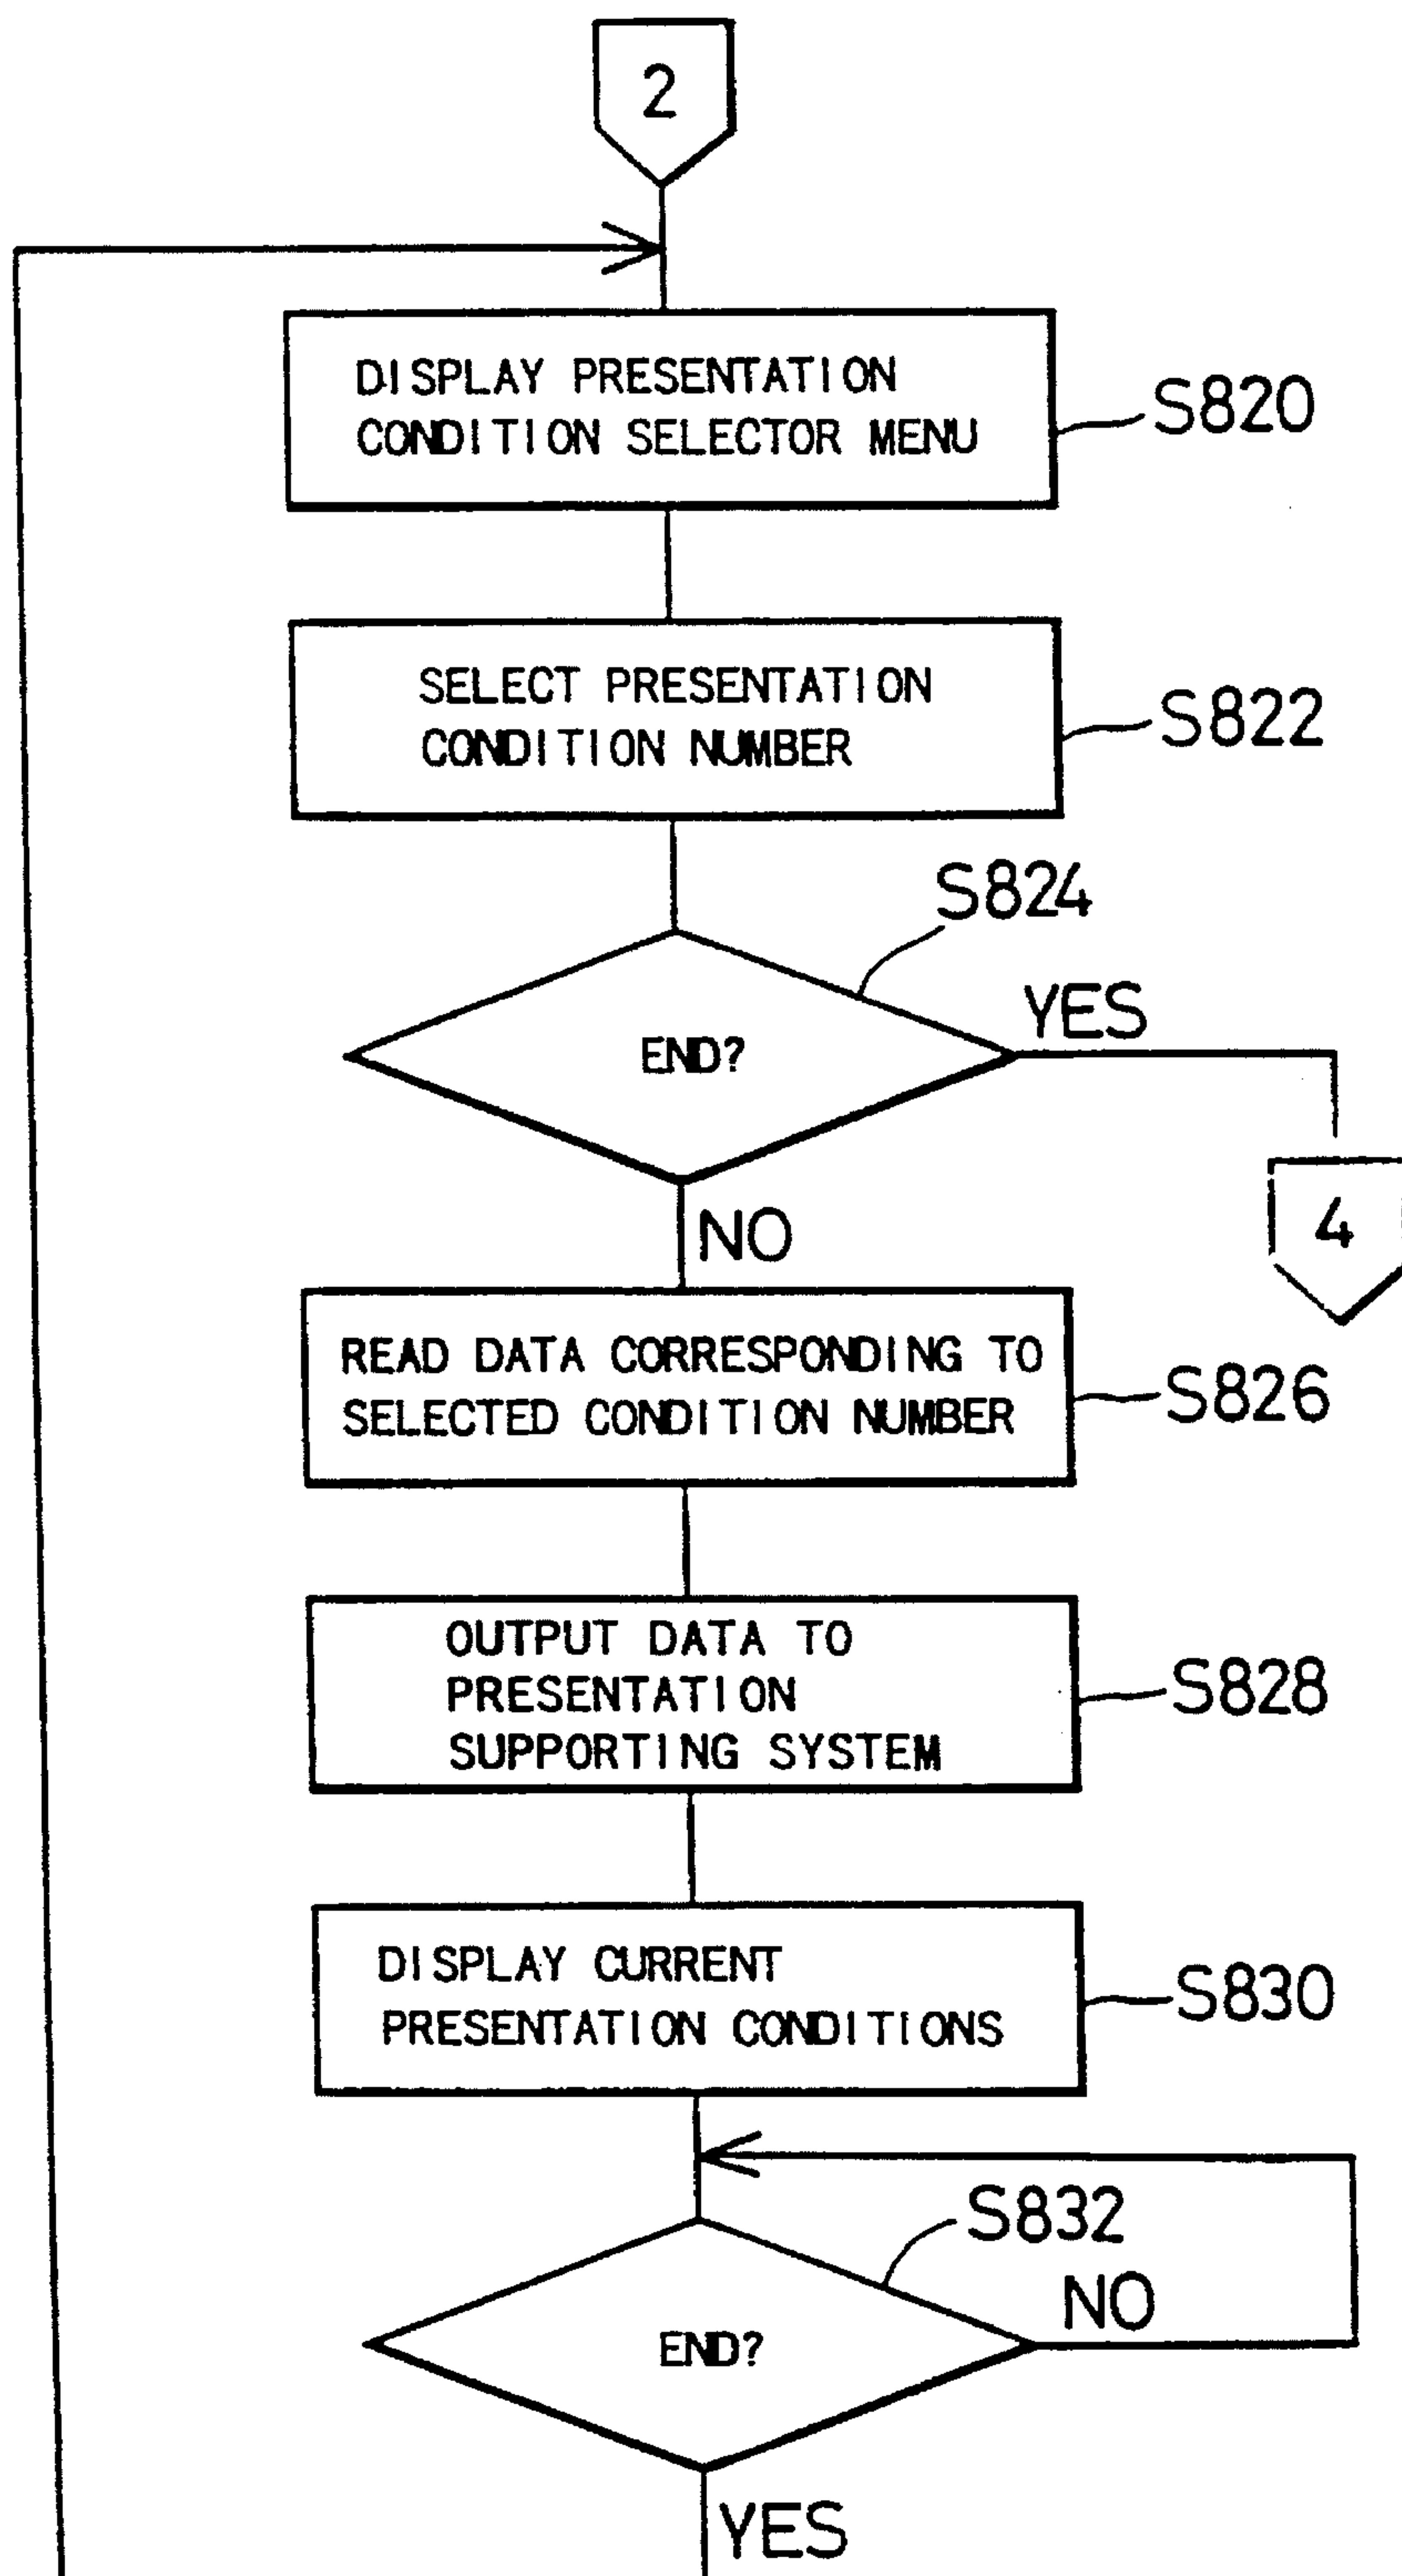 2
DISPLAY PRESENTATION
CONDITION SELECTOR MENU
S820
SELECT PRESENTATION
CONDITION NUMBER
S822
S824
END?
YES
NO
4
READ DATA CORRESPONDING TO
SELECTED CONDITION NUMBER
S826
OUTPUT DATA TO
PRESENTATION
SUPPORTING SYSTEM
S828
DISPLAY CURRENT
PRESENTATION CONDITIONS
S830
S832
END?
NO
YES